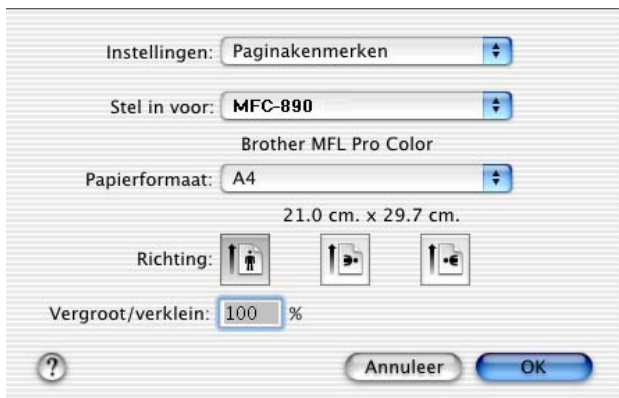 Instellingen: Paginakenmerken
Stel in voor: MFC-890
Brother MFL Pro Color
Papierformaat: A4
21.0 cm. x 29.7 cm.
Richting:
Vergroot/verklein: 100 %
? Annuleer OK